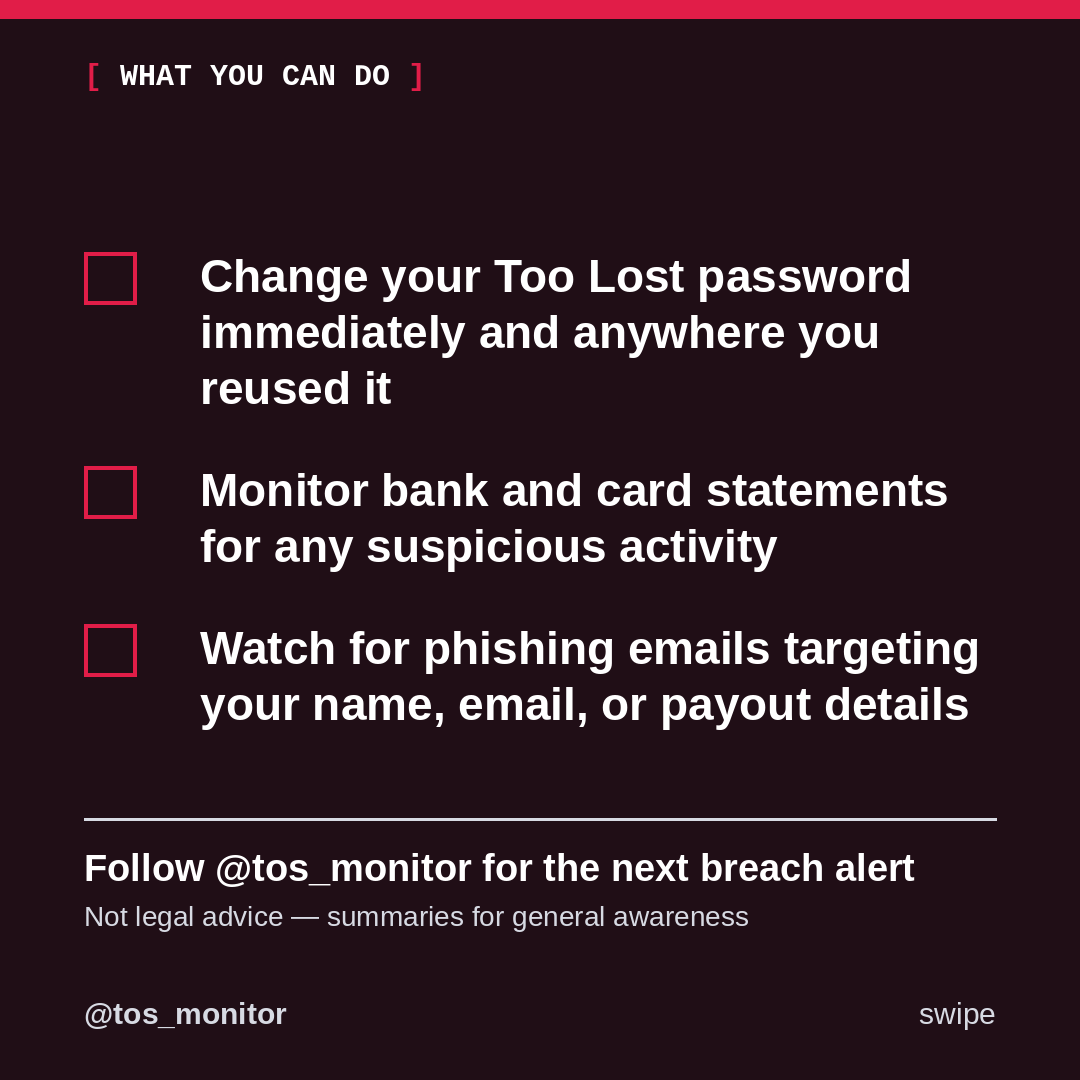 [ WHAT YOU CAN DO ]
Change your Too Lost password
immediately and anywhere you
reused it
Monitor bank and card statements
for any suspicious activity
Watch for phishing emails targeting
your name, email, or payout details
Follow @tos_monitor for the next breach alert
Not legal advice — summaries for general awareness
@tos_monitor
swipe